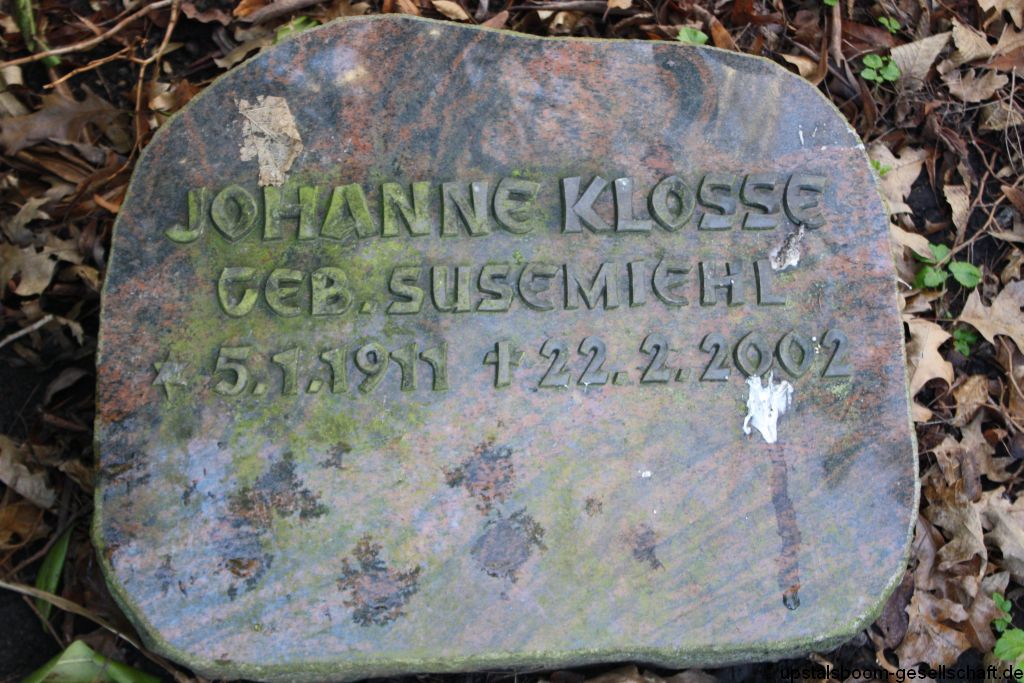 JOHANNE KLOSSE
GEB. SUSEMIEHL
* 5.1.1911 † 22.2.2002
© upstalsboom-gesellschaft.de